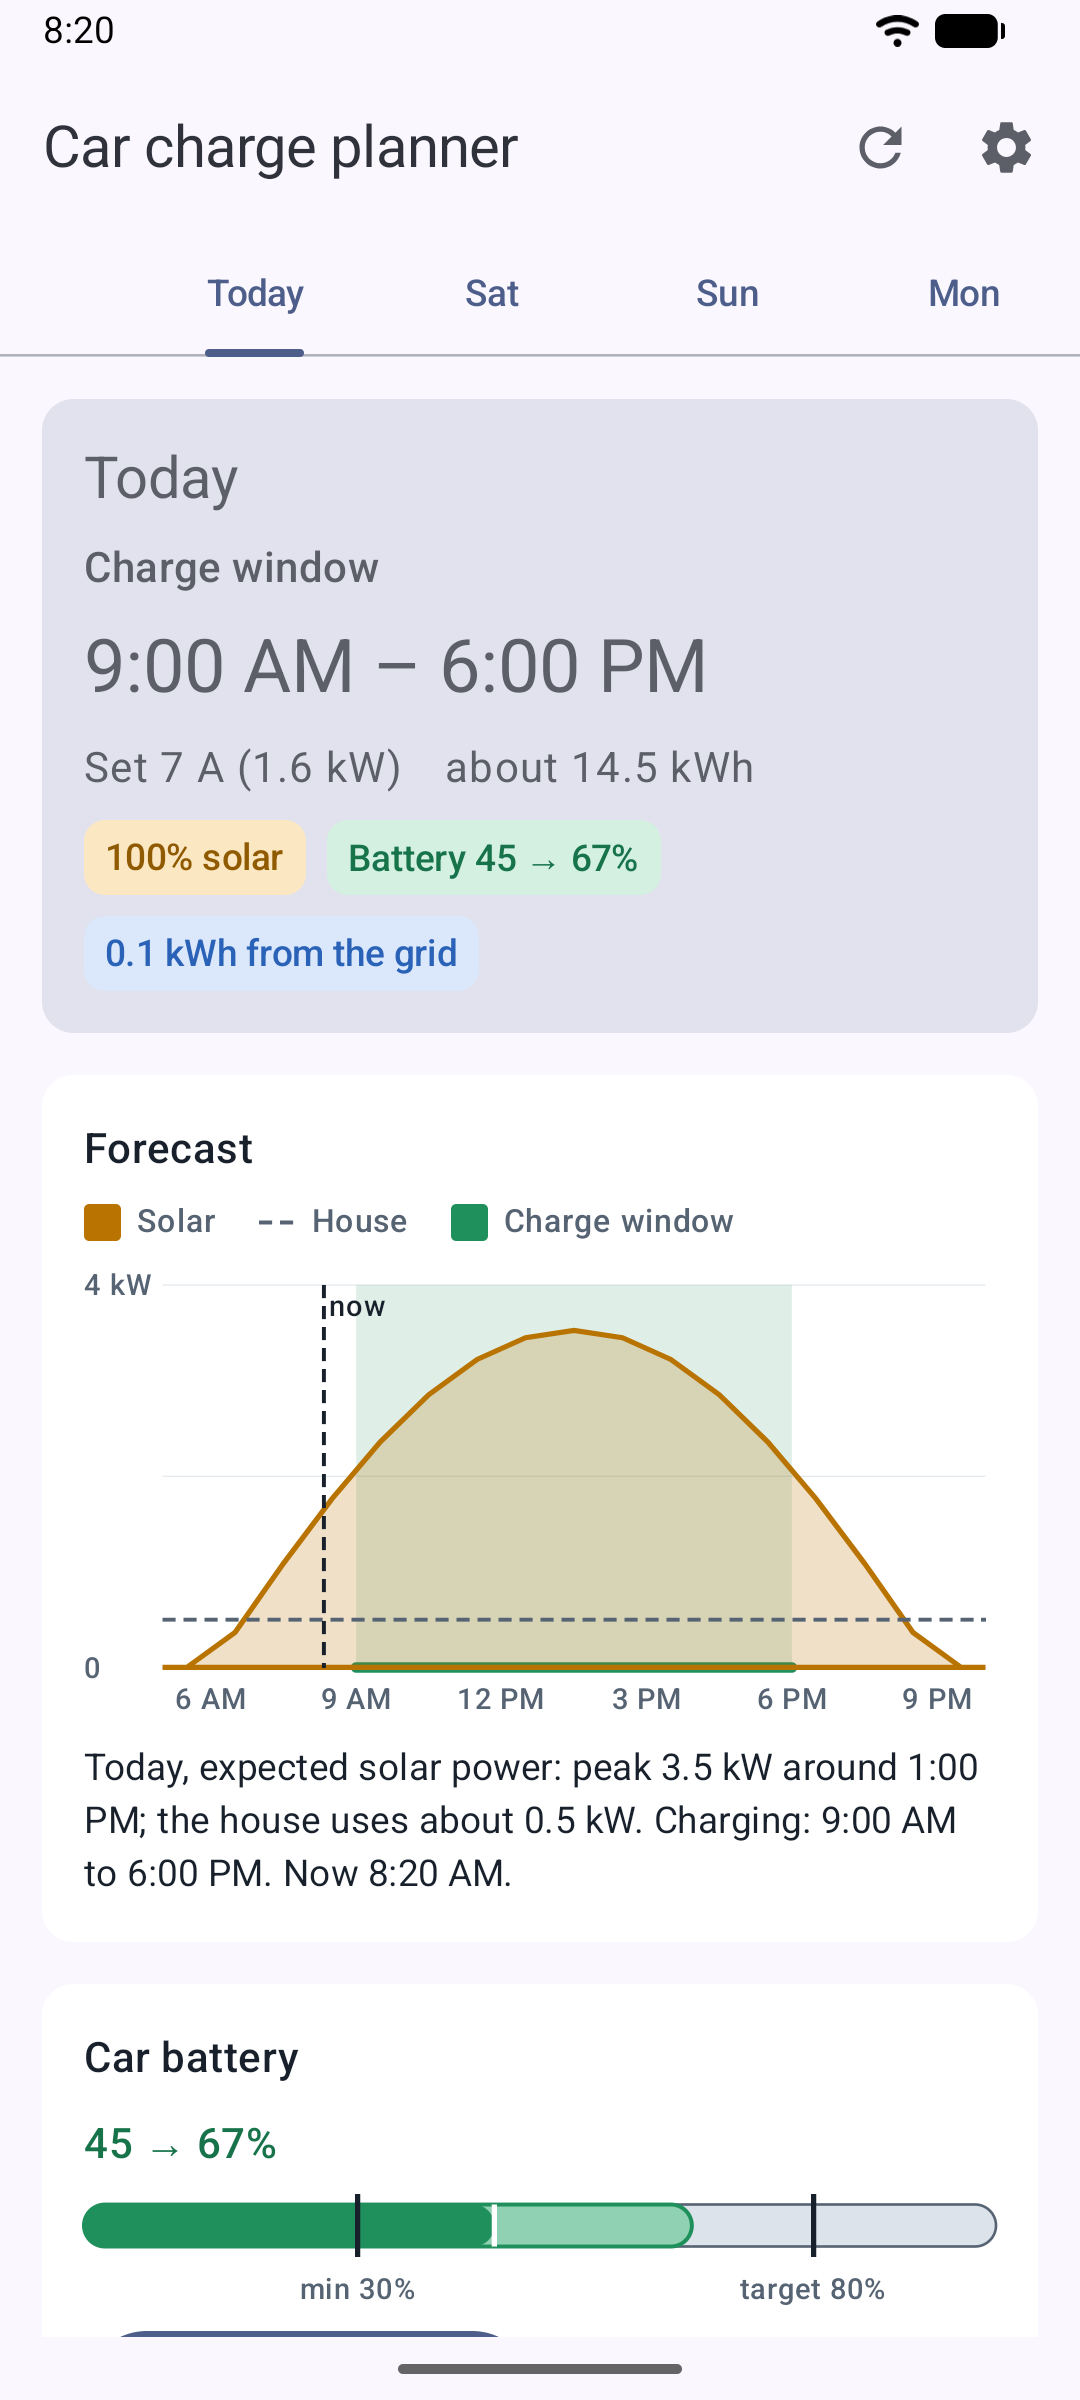 8:20
Car charge planner
Today Sat Sun Mon
Today
Charge window
9:00 AM – 6:00 PM
Set 7 A (1.6 kW) about 14.5 kWh
100% solar Battery 45 → 67%
0.1 kWh from the grid
Forecast
Solar House Charge window
4 kW
now
0
6 AM 9 AM 12 PM 3 PM 6 PM 9 PM
Today, expected solar power: peak 3.5 kW around 1:00
PM; the house uses about 0.5 kW. Charging: 9:00 AM
to 6:00 PM. Now 8:20 AM.
Car battery
45 → 67%
min 30% target 80%